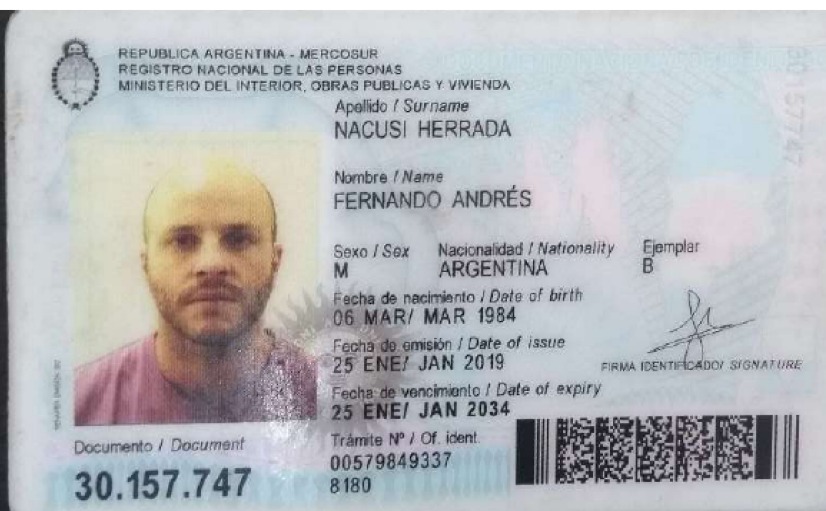 REPUBLICA ARGENTINA - MERCOSUR
REGISTRO NACIONAL DE LAS PERSONAS
MINISTERIO DEL INTERIOR, OBRAS PUBLICAS Y VIVIENDA
Apellido / Surname
NACUSI HERRADA
Nombre / Name
FERNANDO ANDRÉS
Sexo / Sex Nacionalidad / Nationality Ejemplar
M ARGENTINA B
Fecha de nacimiento / Date of birth
06 MAR/ MAR 1984
Fecha de emisión / Date of issue
25 ENE/ JAN 2019
FIRMA IDENTIFICADO/ SIGNATURE
Fecha de vencimiento / Date of expiry
25 ENE/ JAN 2034
Documento / Document
30.157.747
Trámite Nº / Of. ident.
00579849337
8180
30157747